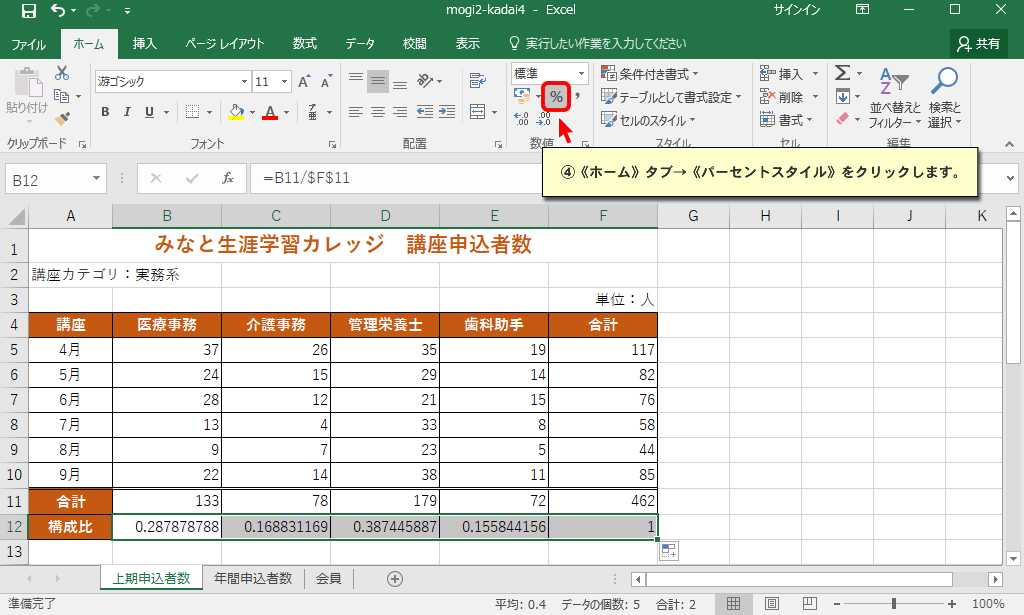 mogi2-kadai4 - Excel
サインイン
ファイル ホーム 挿入 ページ レイアウト 数式 データ 校閲 表示 実行したい作業を入力してください 共有
貼り付け
クリップボード
游ゴシック 11
B I U
フォント
配置
標準
%
数値
条件付き書式
テーブルとして書式設定
セルのスタイル
スタイル
挿入
削除
書式
セル
並べ替えと
フィルター
検索と
選択
編集
④《ホーム》タブ→《パーセントスタイル》をクリックします。
B12 fx =B11/$F$11
A B C D E F G H I J K
1 みなと生涯学習カレッジ 講座申込者数
2 講座カテゴリ：実務系
3 単位：人
4 講座 医療事務 介護事務 管理栄養士 歯科助手 合計
5 4月 37 26 35 19 117
6 5月 24 15 29 14 82
7 6月 28 12 21 15 76
8 7月 13 4 33 8 58
9 8月 9 7 23 5 44
10 9月 22 14 38 11 85
11 合計 133 78 179 72 462
12 構成比 0.287878788 0.168831169 0.387445887 0.155844156 1
13
上期申込者数 年間申込者数 会員
準備完了 平均: 0.4 データの個数: 5 合計: 2 100%